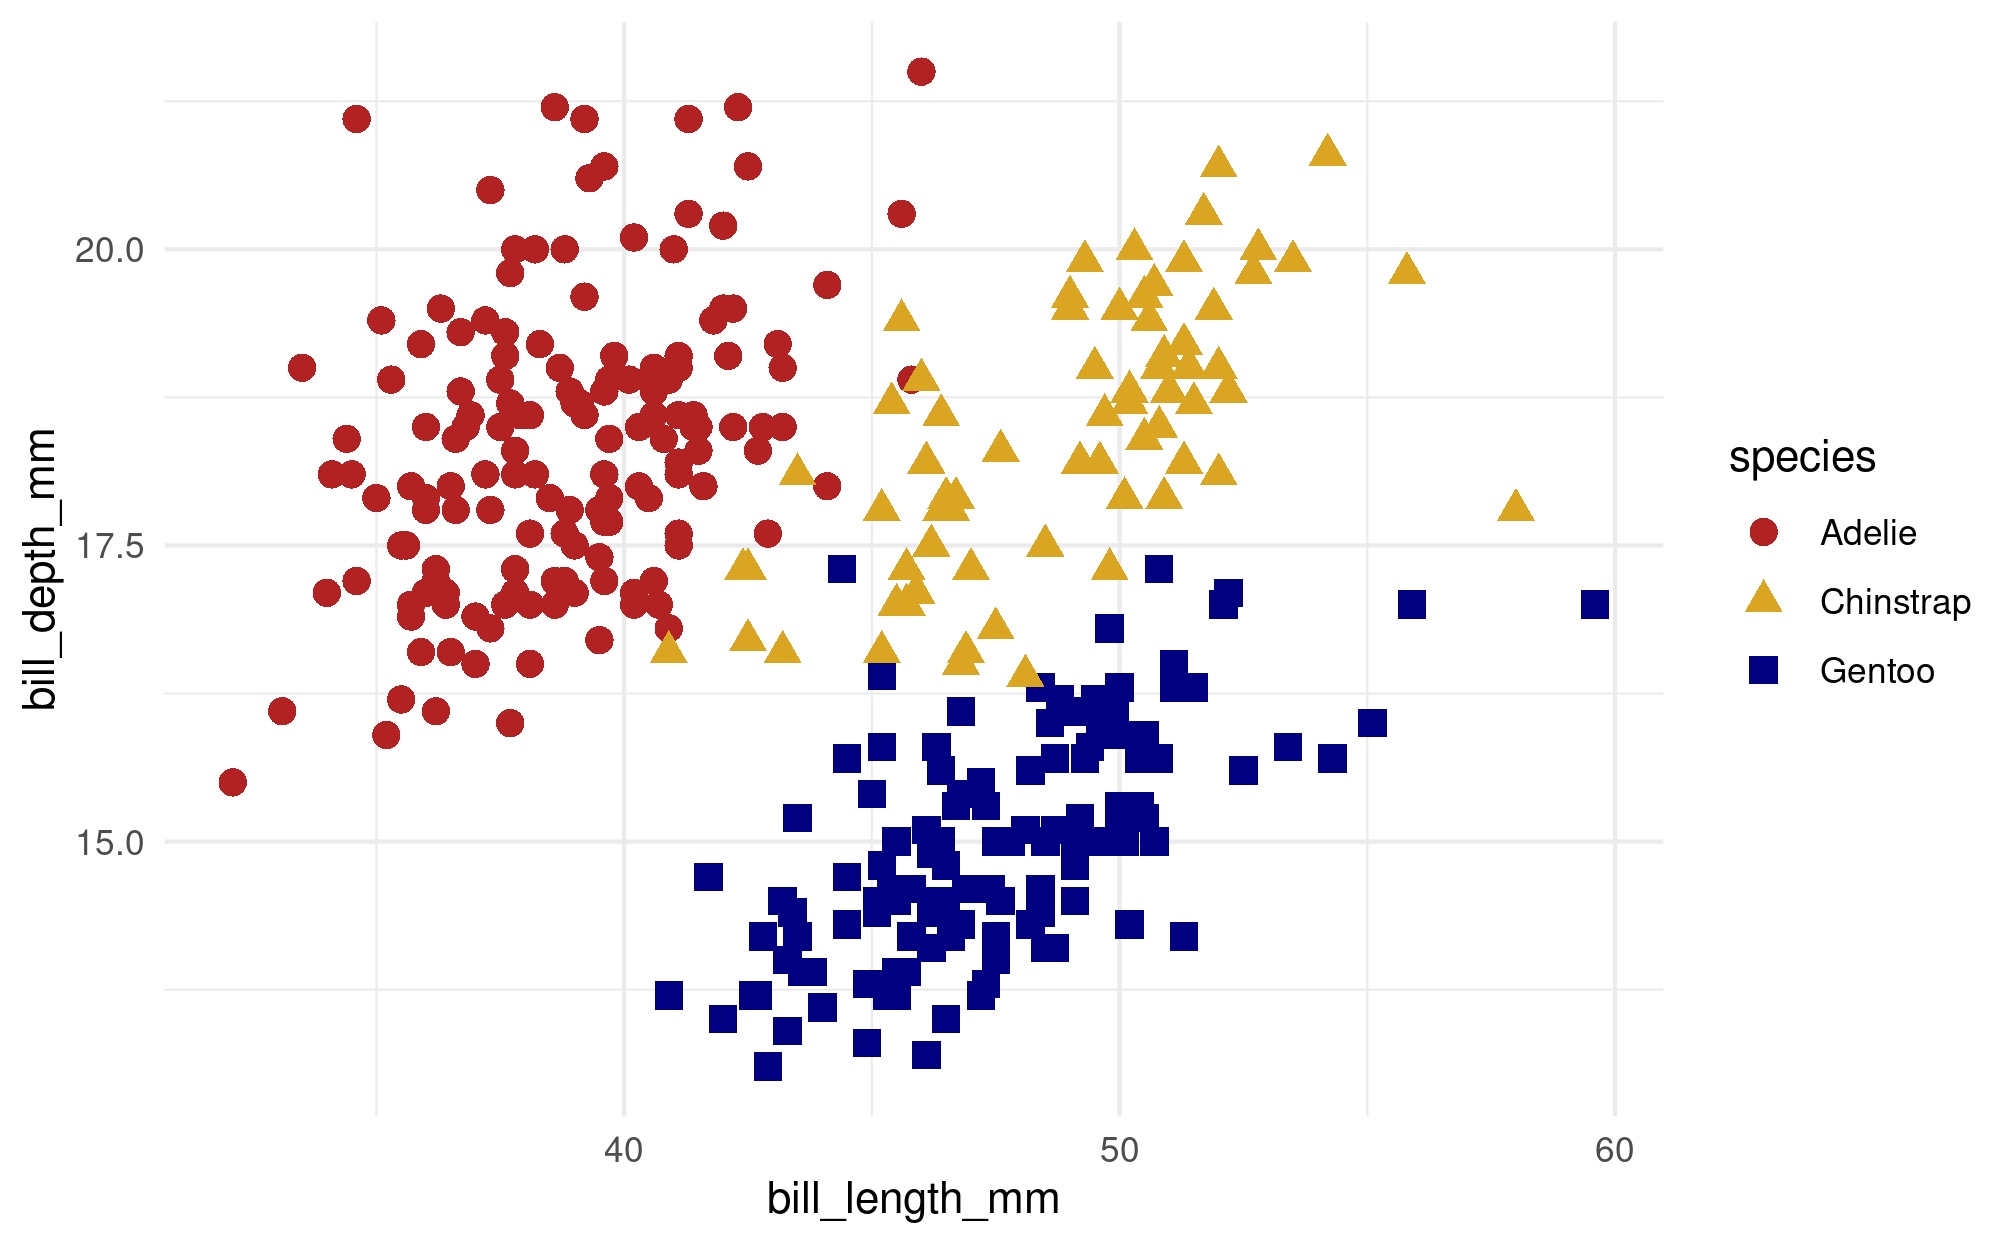 bill_depth_mm
20.0
17.5
15.0
40 50 60
bill_length_mm
species
Adelie
Chinstrap
Gentoo